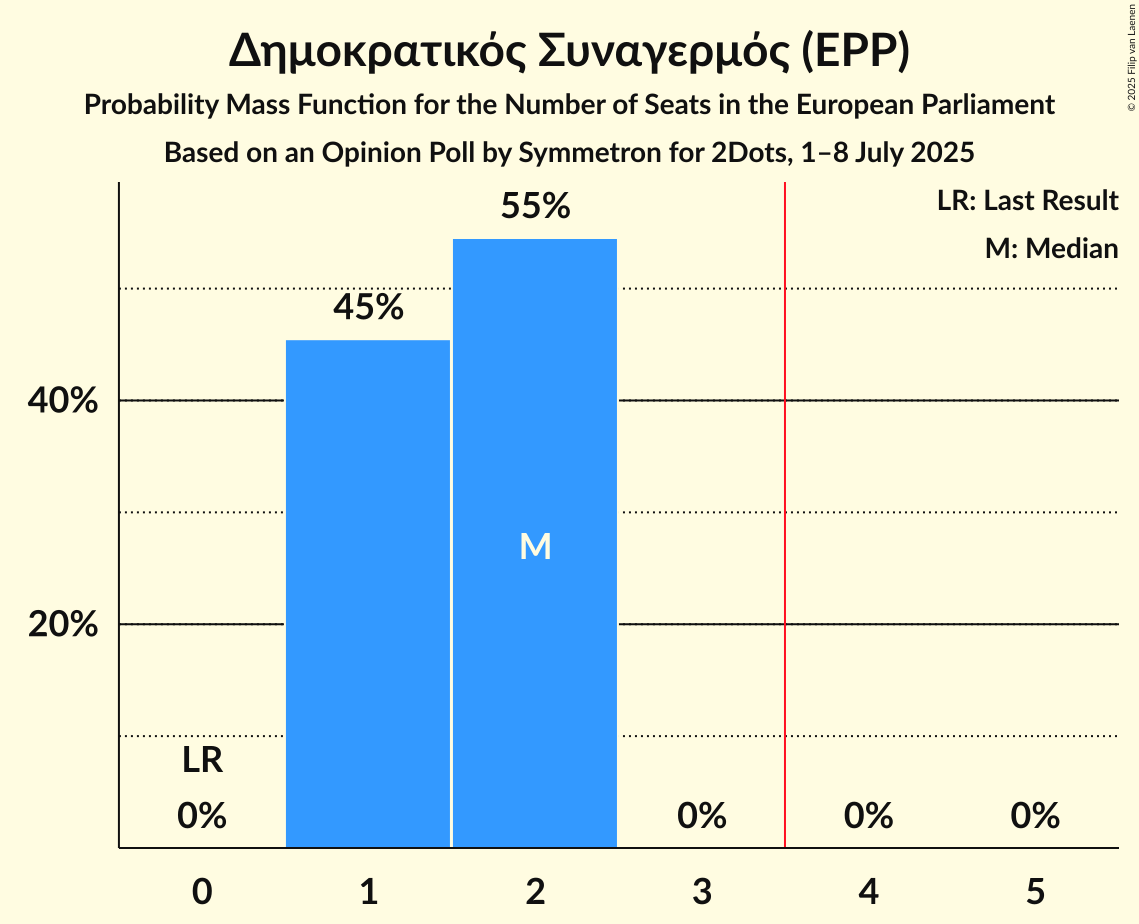 Δημοκρατικός Συναγερμός (EPP)
Probability Mass Function for the Number of Seats in the European Parliament
Based on an Opinion Poll by Symmetron for 2Dots, 1–8 July 2025
© 2025 Filip van Laenen
LR: Last Result
M: Median
55%
45%
40%
20%
M
LR
0%
0%
0%
0%
0
1
2
3
4
5